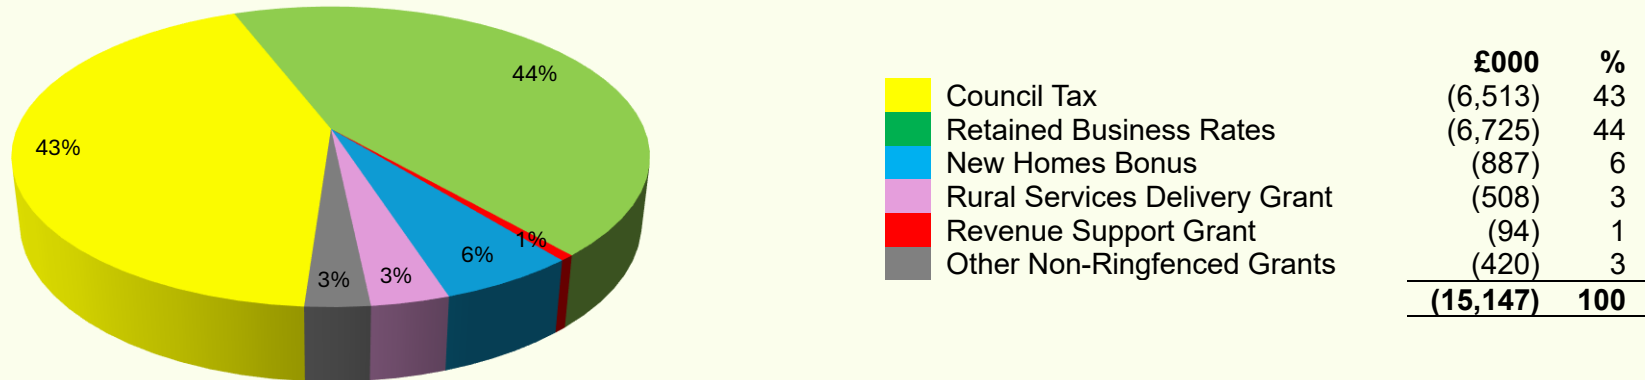 44%
43%
1%
6%
3%
3%
£000 %
Council Tax (6,513) 43
Retained Business Rates (6,725) 44
New Homes Bonus (887) 6
Rural Services Delivery Grant (508) 3
Revenue Support Grant (94) 1
Other Non-Ringfenced Grants (420) 3
(15,147) 100